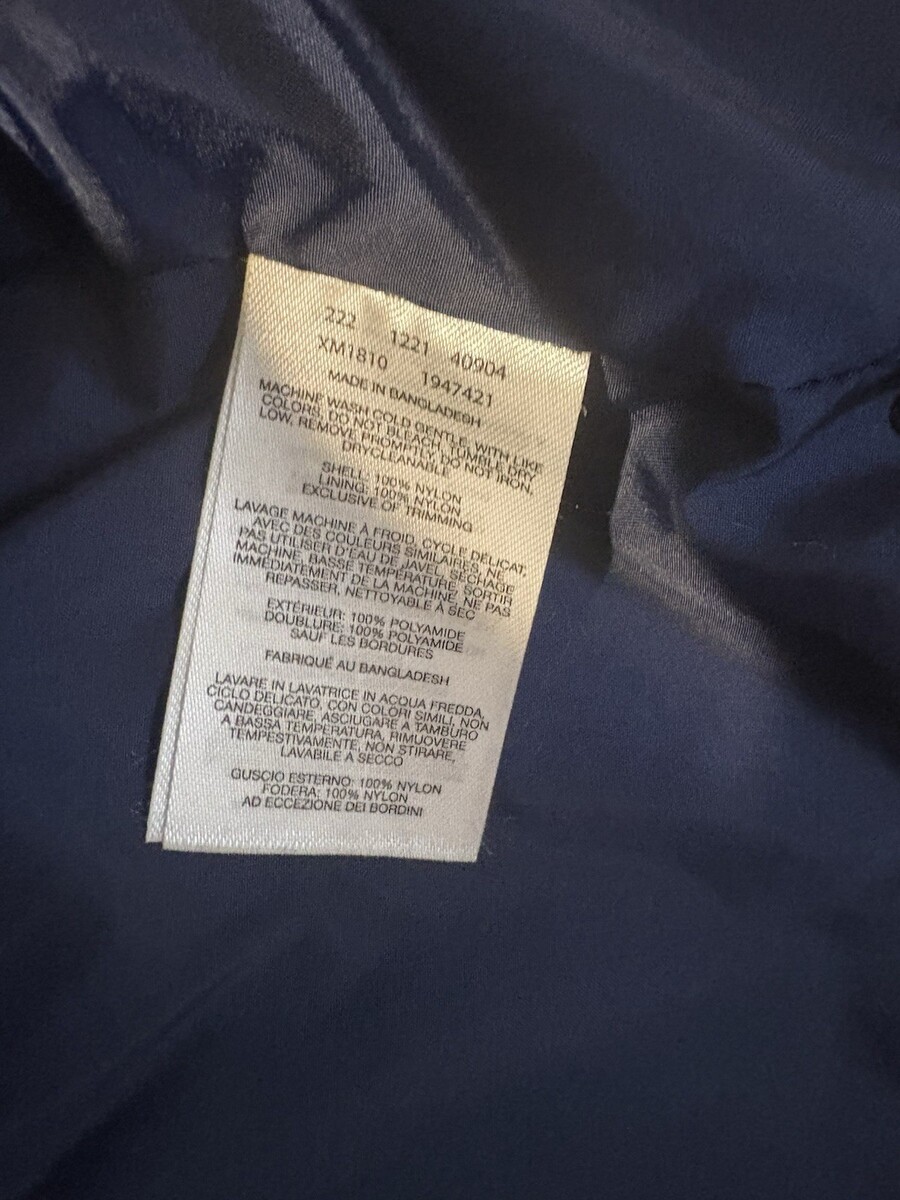 222 1221 40904
XM1810 1947421
MADE IN BANGLADESH
MACHINE WASH COLD GENTLE, WITH LIKE
COLORS, DO NOT BLEACH, TUMBLE DRY
LOW, REMOVE PROMPTLY, DO NOT IRON,
DRYCLEANABLE
SHELL: 100% NYLON
LINING: 100% NYLON
EXCLUSIVE OF TRIMMING
LAVAGE MACHINE À FROID, CYCLE DÉLICAT,
AVEC DES COULEURS SIMILAIRES, NE
PAS UTILISER D'EAU DE JAVEL, SÉCHAGE
MACHINE, BASSE TEMPÉRATURE, SORTIR
IMMÉDIATEMENT DE LA MACHINE, NE PAS
REPASSER, NETTOYABLE À SEC
EXTÉRIEUR: 100% POLYAMIDE
DOUBLURE: 100% POLYAMIDE
SAUF LES BORDURES
FABRIQUÉ AU BANGLADESH
LAVARE IN LAVATRICE IN ACQUA FREDDA,
CICLO DELICATO, CON COLORI SIMILI, NON
CANDEGGIARE, ASCIUGARE A TAMBURO
A BASSA TEMPERATURA, RIMUOVERE
TEMPESTIVAMENTE, NON STIRARE,
LAVABILE A SECCO
GUSCIO ESTERNO: 100% NYLON
FODERA: 100% NYLON
AD ECCEZIONE DEI BORDINI